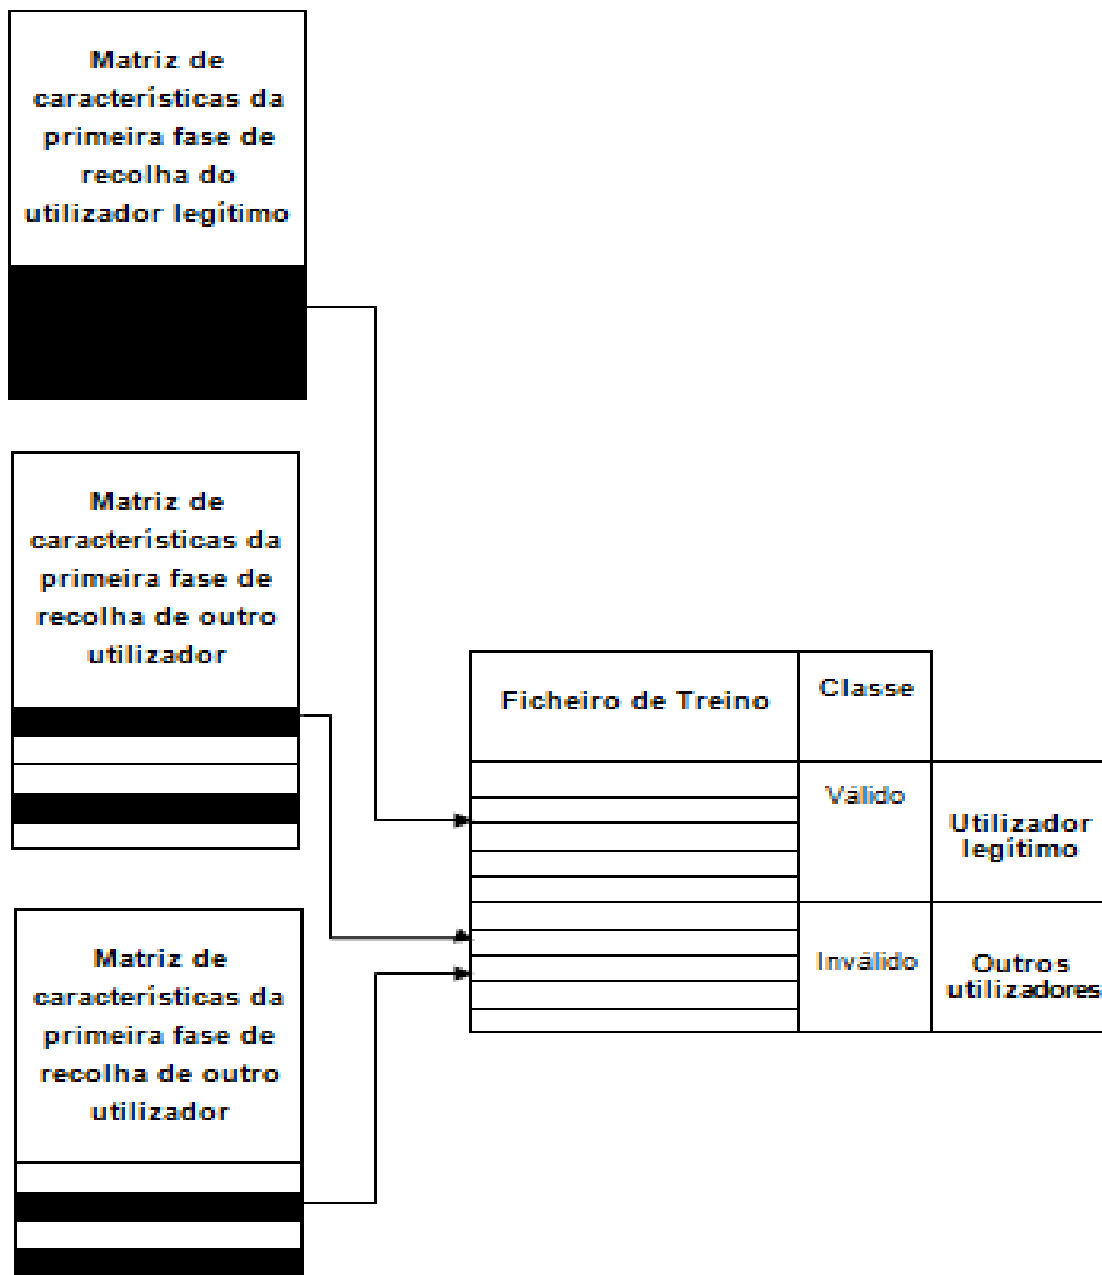 Matriz de
características da
primeira fase de
recolha do
utilizador legítimo
Matriz de
características da
primeira fase de
recolha de outro
utilizador
Ficheiro de Treino
Classe
Válido
Utilizador
legítimo
Inválido
Outros
utilizadores
Matriz de
características da
primeira fase de
recolha de outro
utilizador